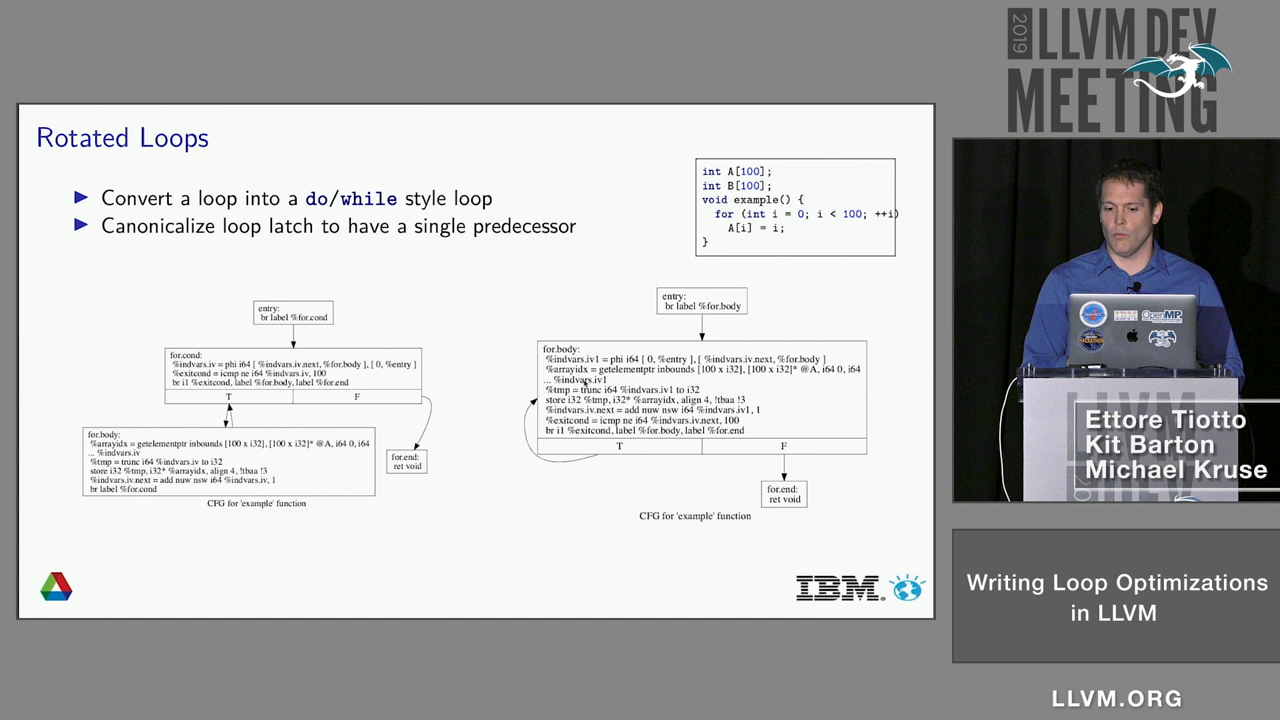 2019 LLVM DEV
MEETING
Rotated Loops
Convert a loop into a do/while style loop
Canonicalize loop latch to have a single predecessor
int A[100];
int B[100];
void example() {
for (int i = 0; i < 100; ++i)
A[i] = i;
}
entry:
br label %for.cond
for.cond:
%indvars.iv = phi i64 [ %indvars.iv.next, %for.body ], [ 0, %entry ]
%exitcond = icmp ne i64 %indvars.iv, 100
br i1 %exitcond, label %for.body, label %for.end
T F
for.body:
%arrayidx = getelementptr inbounds [100 x i32], [100 x i32]* @A, i64 0, i64
... %indvars.iv
%tmp = trunc i64 %indvars.iv to i32
store i32 %tmp, i32* %arrayidx, align 4, !tbaa !3
%indvars.iv.next = add nuw nsw i64 %indvars.iv, 1
br label %for.cond
for.end:
ret void
CFG for 'example' function
entry:
br label %for.body
for.body:
%indvars.iv1 = phi i64 [ 0, %entry ], [ %indvars.iv.next, %for.body ]
%arrayidx = getelementptr inbounds [100 x i32], [100 x i32]* @A, i64 0, i64
... %indvars.iv1
%tmp = trunc i64 %indvars.iv1 to i32
store i32 %tmp, i32* %arrayidx, align 4, !tbaa !3
%indvars.iv.next = add nuw nsw i64 %indvars.iv1, 1
%exitcond = icmp ne i64 %indvars.iv.next, 100
br i1 %exitcond, label %for.body, label %for.end
T F
for.end:
ret void
CFG for 'example' function
IBM
IBM OpenMP
Ettore Tiotto
Kit Barton
Michael Kruse
Writing Loop Optimizations
in LLVM
LLVM.ORG